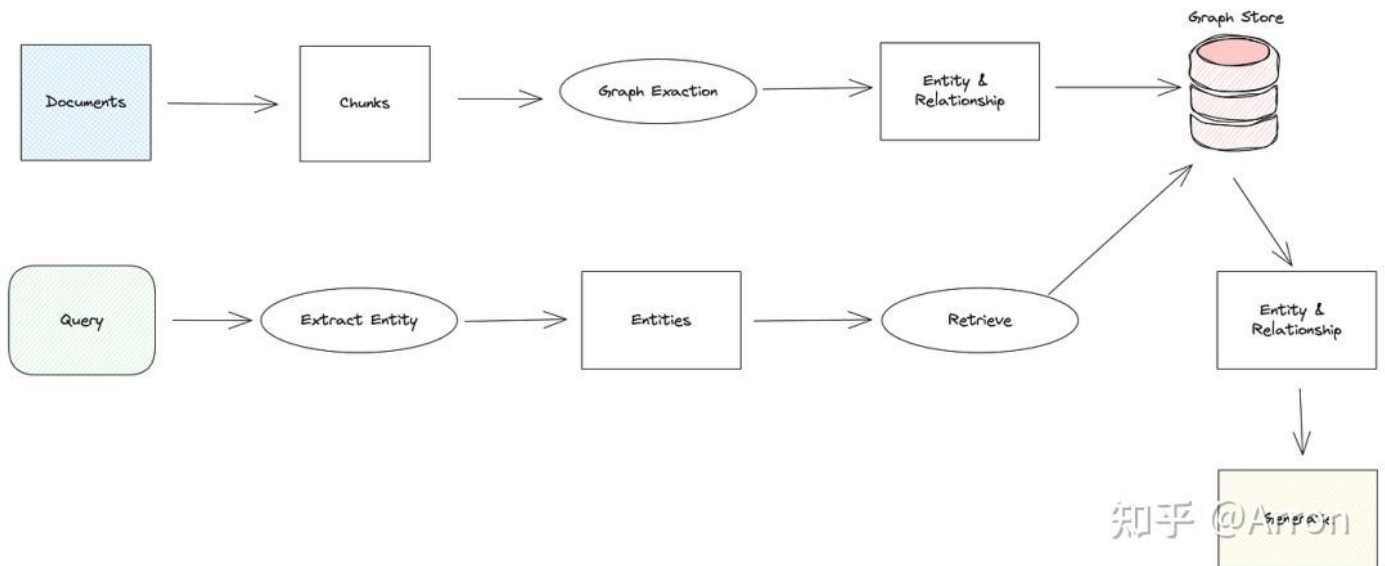 Graph Store
Documents
Chunks
Graph Exaction
Entity &
Relationship
Query
Extract Entity
Entities
Retrieve
Entity &
Relationship
知乎 @Arron